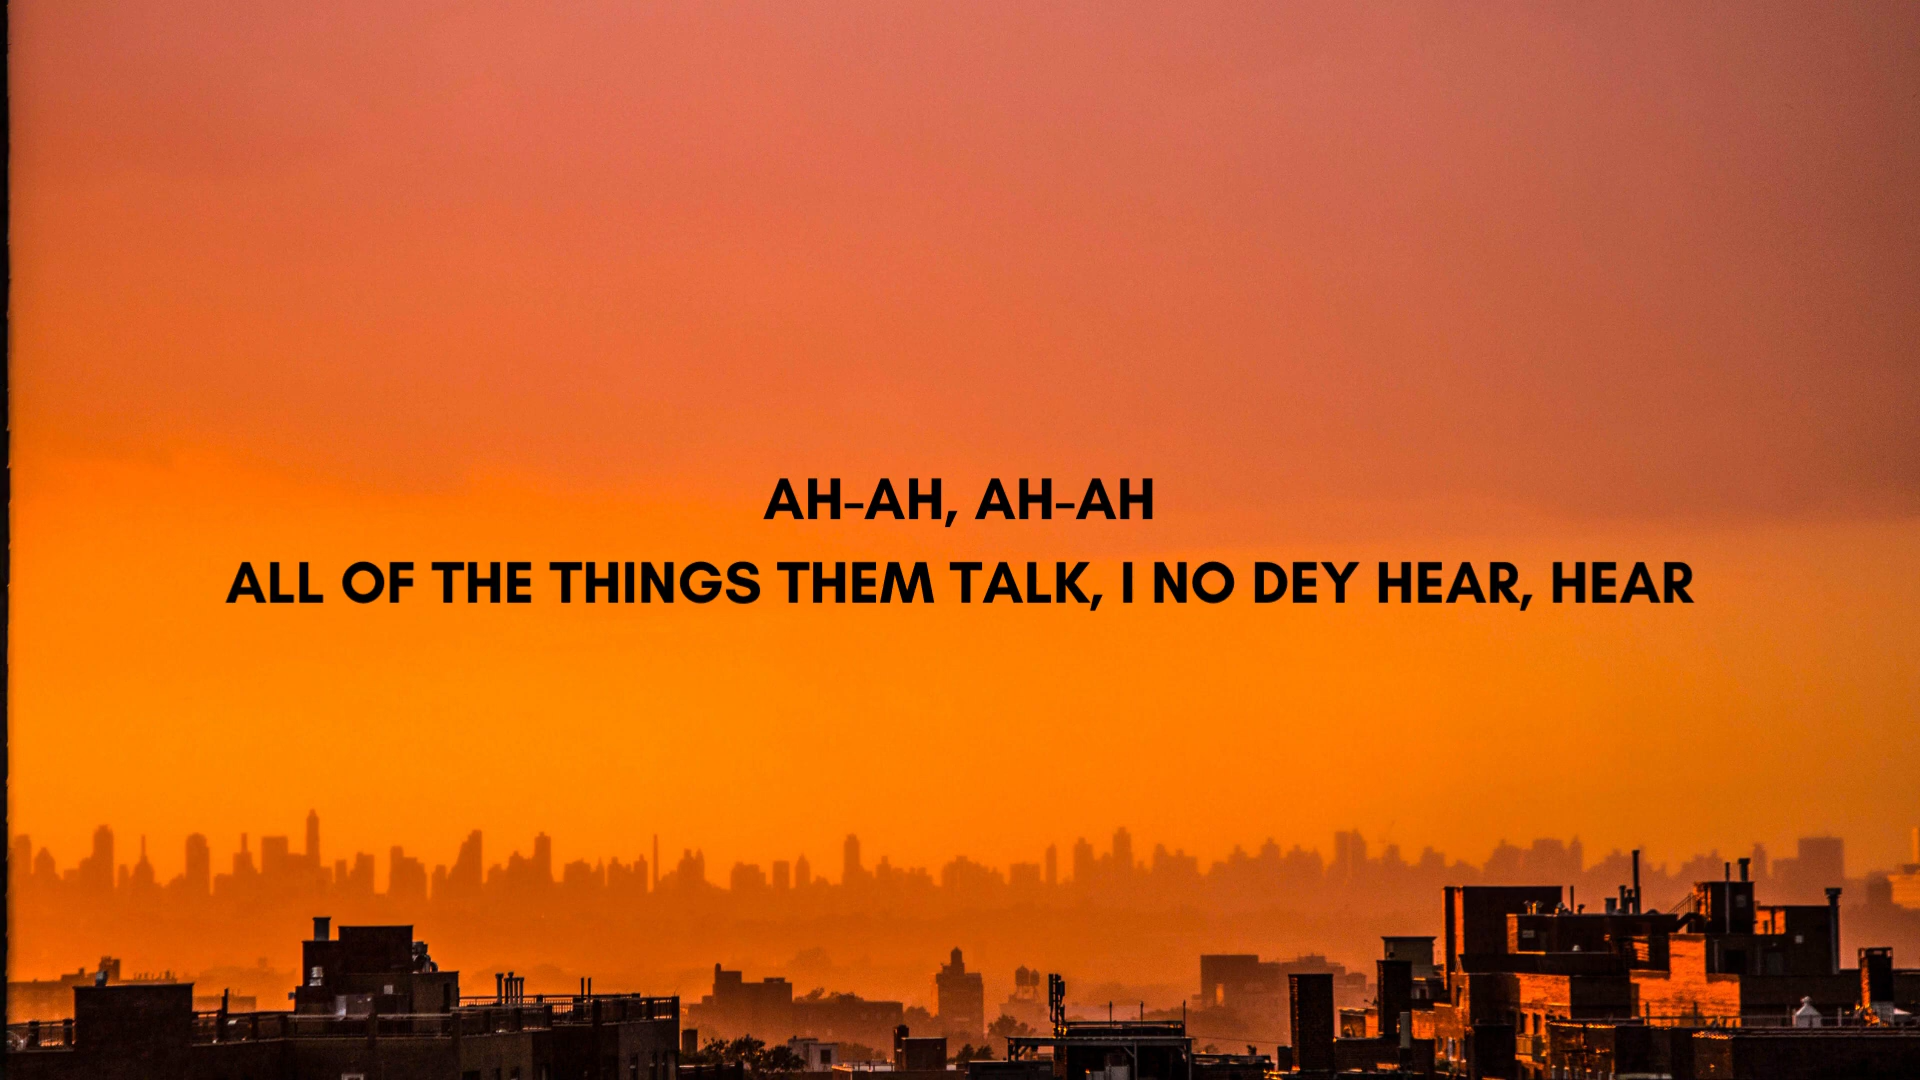 AH-AH, AH-AH
ALL OF THE THINGS THEM TALK, I NO DEY HEAR, HEAR